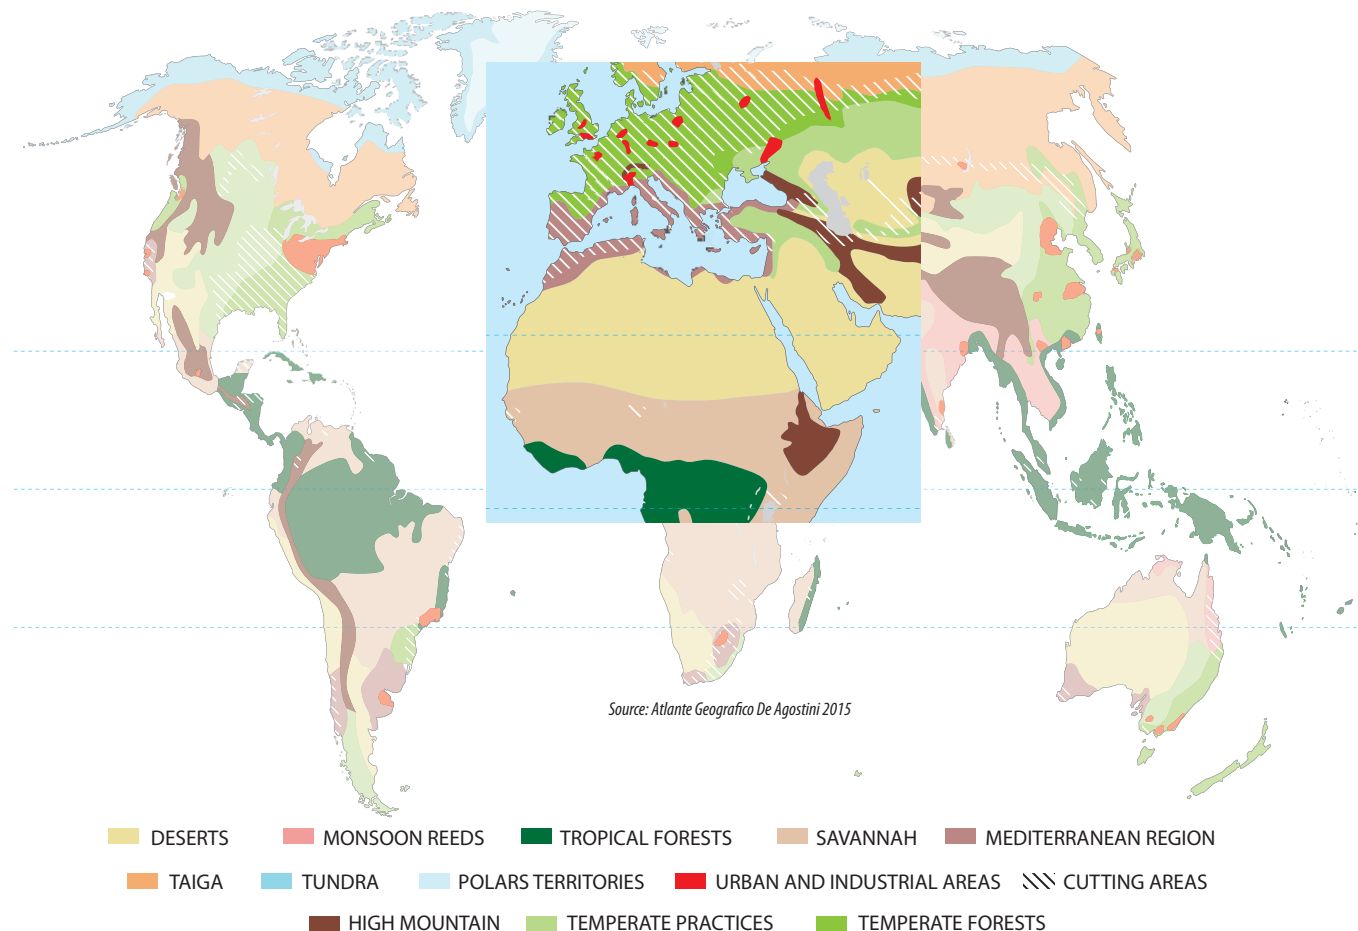 Source: Atlante Geografico De Agostini 2015
DESERTS
MONSOON REEDS
TROPICAL FORESTS
SAVANNAH
MEDITERRANEAN REGION
TAIGA
TUNDRA
POLARS TERRITORIES
URBAN AND INDUSTRIAL AREAS
CUTTING AREAS
HIGH MOUNTAIN
TEMPERATE PRACTICES
TEMPERATE FORESTS